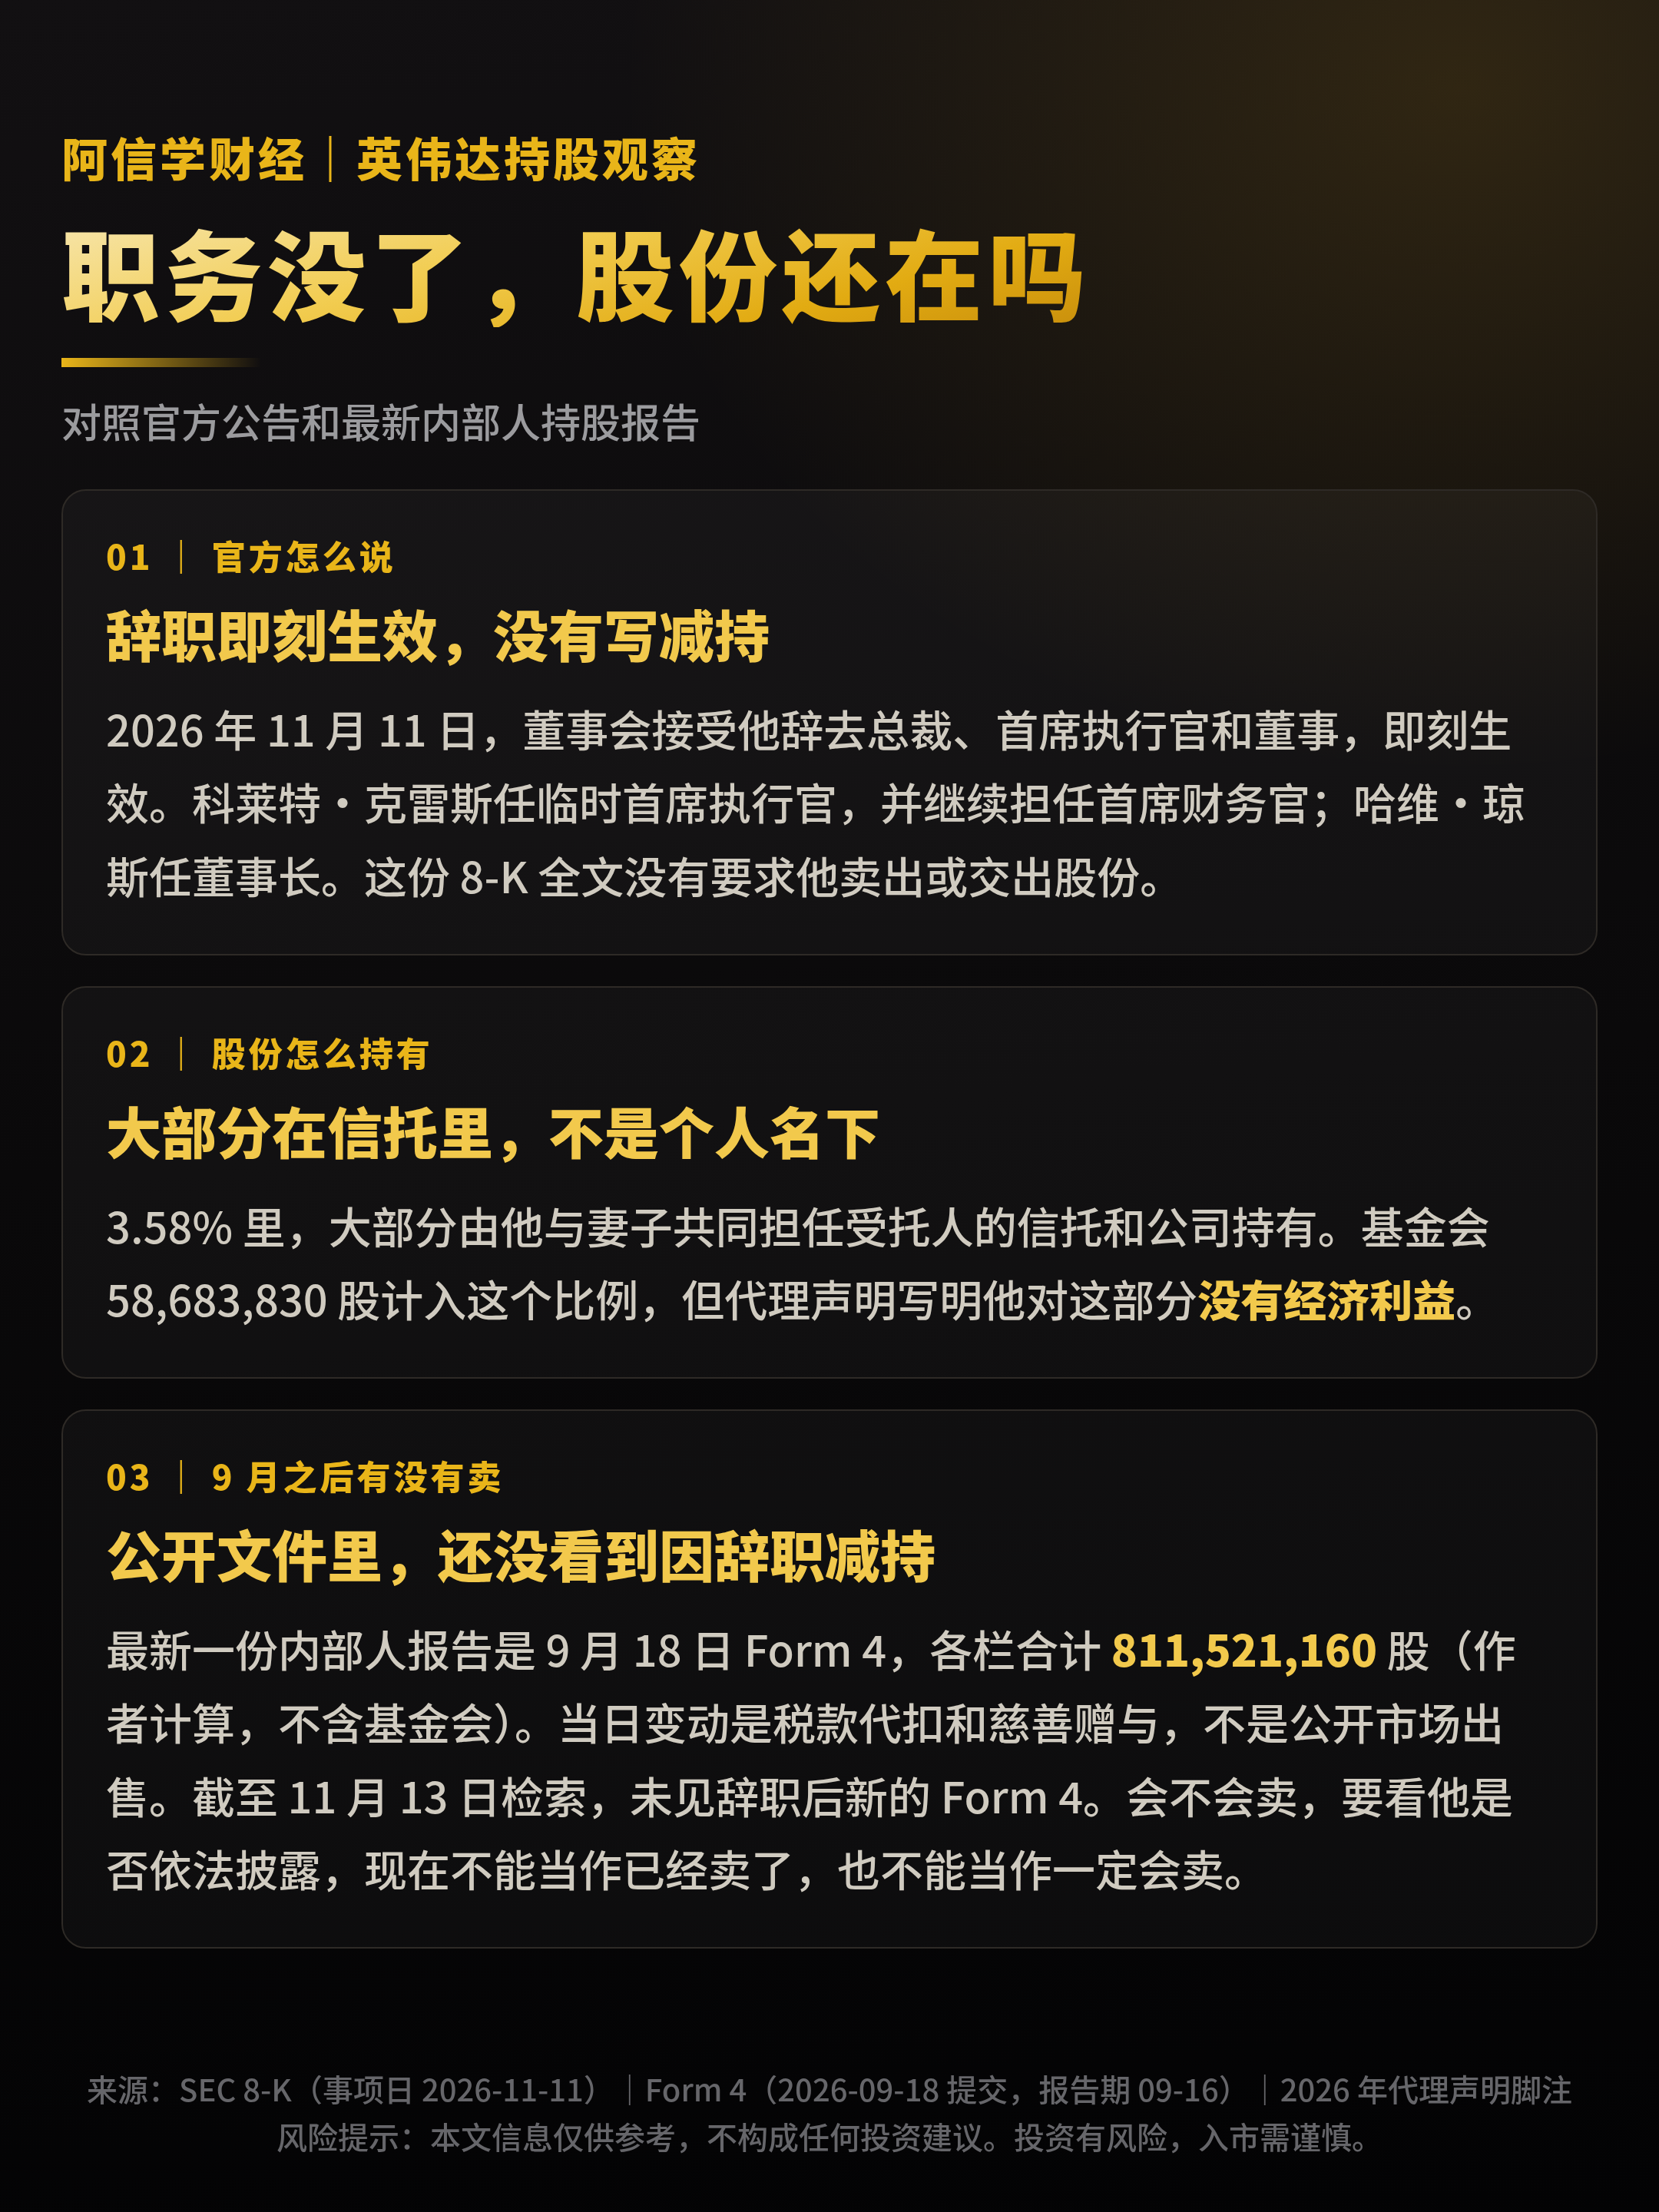 阿信学财经｜英伟达持股观察
职务没了，股份还在吗
对照官方公告和最新内部人持股报告
01 ｜ 官方怎么说
辞职即刻生效，没有写减持
2026 年 11 月 11 日，董事会接受他辞去总裁、首席执行官和董事，即刻生
效。科莱特·克雷斯任临时首席执行官，并继续担任首席财务官；哈维·琼
斯任董事长。这份 8-K 全文没有要求他卖出或交出股份。
02 ｜ 股份怎么持有
大部分在信托里，不是个人名下
3.58% 里，大部分由他与妻子共同担任受托人的信托和公司持有。基金会
58,683,830 股计入这个比例，但代理声明写明他对这部分没有经济利益。
03 ｜ 9 月之后有没有卖
公开文件里，还没看到因辞职减持
最新一份内部人报告是 9 月 18 日 Form 4，各栏合计 811,521,160 股（作
者计算，不含基金会）。当日变动是税款代扣和慈善赠与，不是公开市场出
售。截至 11 月 13 日检索，未见辞职后新的 Form 4。会不会卖，要看他是
否依法披露，现在不能当作已经卖了，也不能当作一定会卖。
来源：SEC 8-K（事项日 2026-11-11）｜Form 4（2026-09-18 提交，报告期 09-16）｜2026 年代理声明脚注
风险提示：本文信息仅供参考，不构成任何投资建议。投资有风险，入市需谨慎。